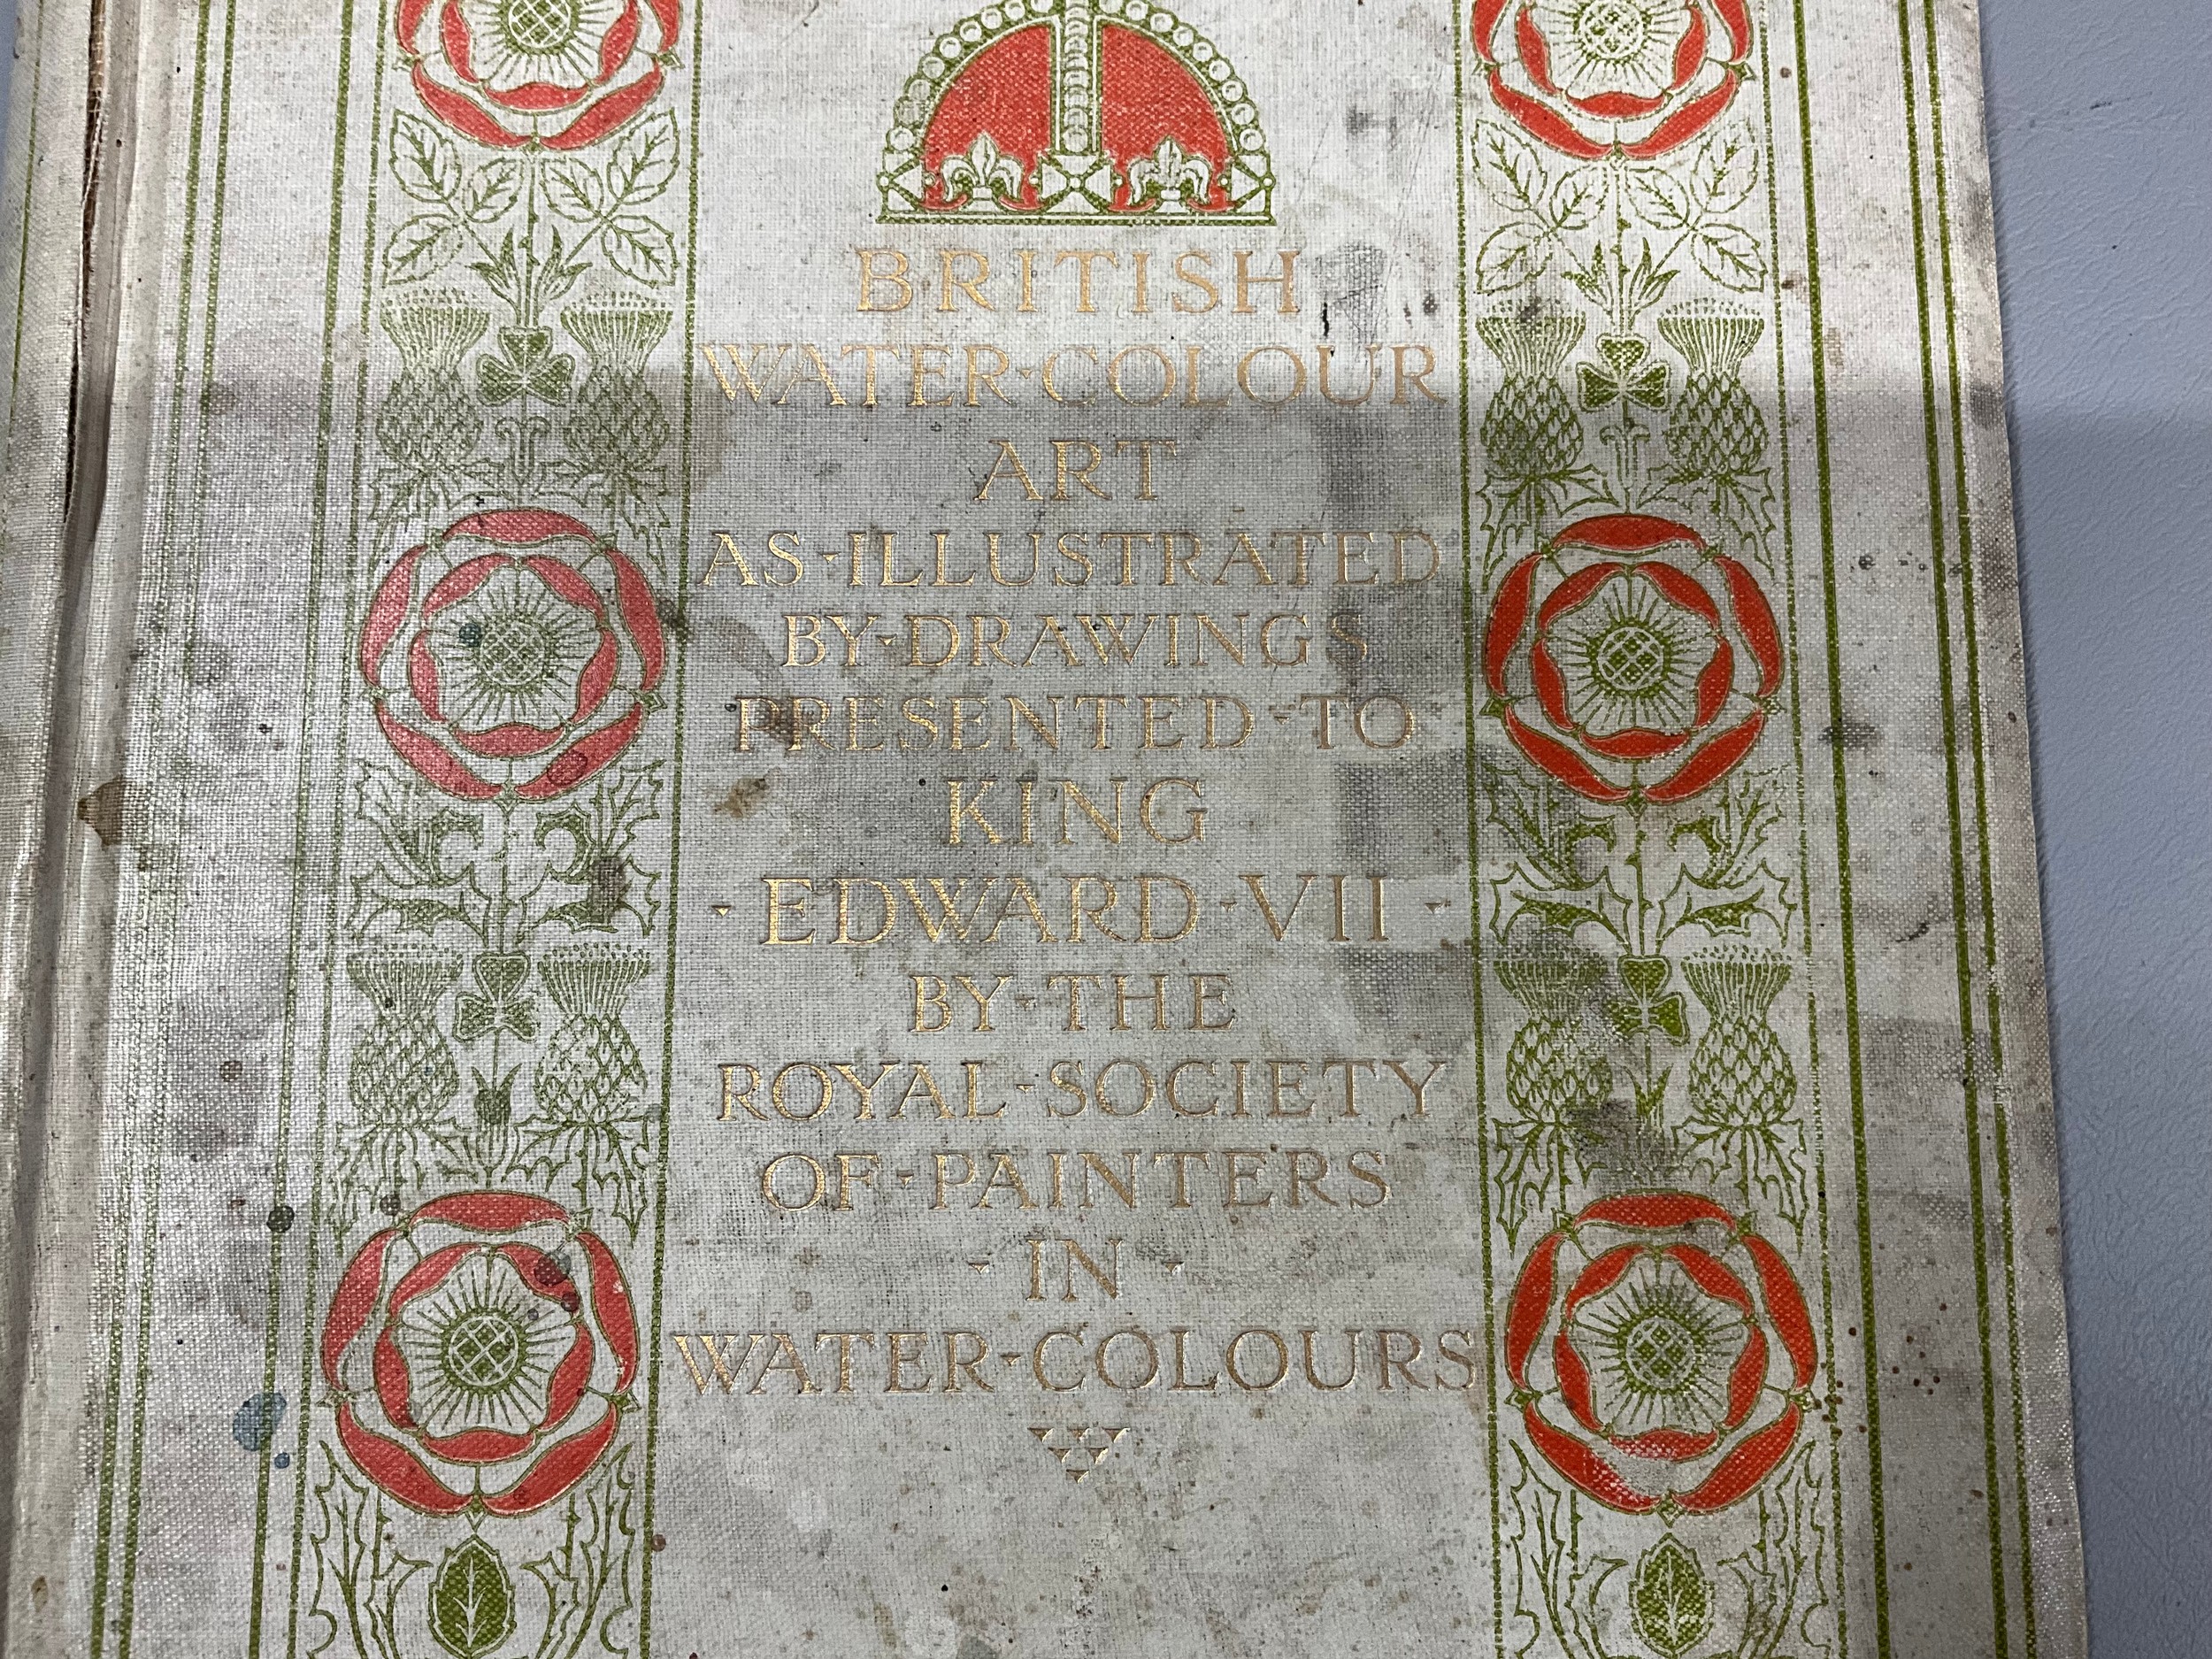 BRITISH
WATER·COLOUR
ART
AS·ILLUSTRATED
BY·DRAWINGS
PRESENTED·TO
KING
·EDWARD·VII·
BY·THE
ROYAL·SOCIETY
OF·PAINTERS
·IN·
WATER·COLOURS